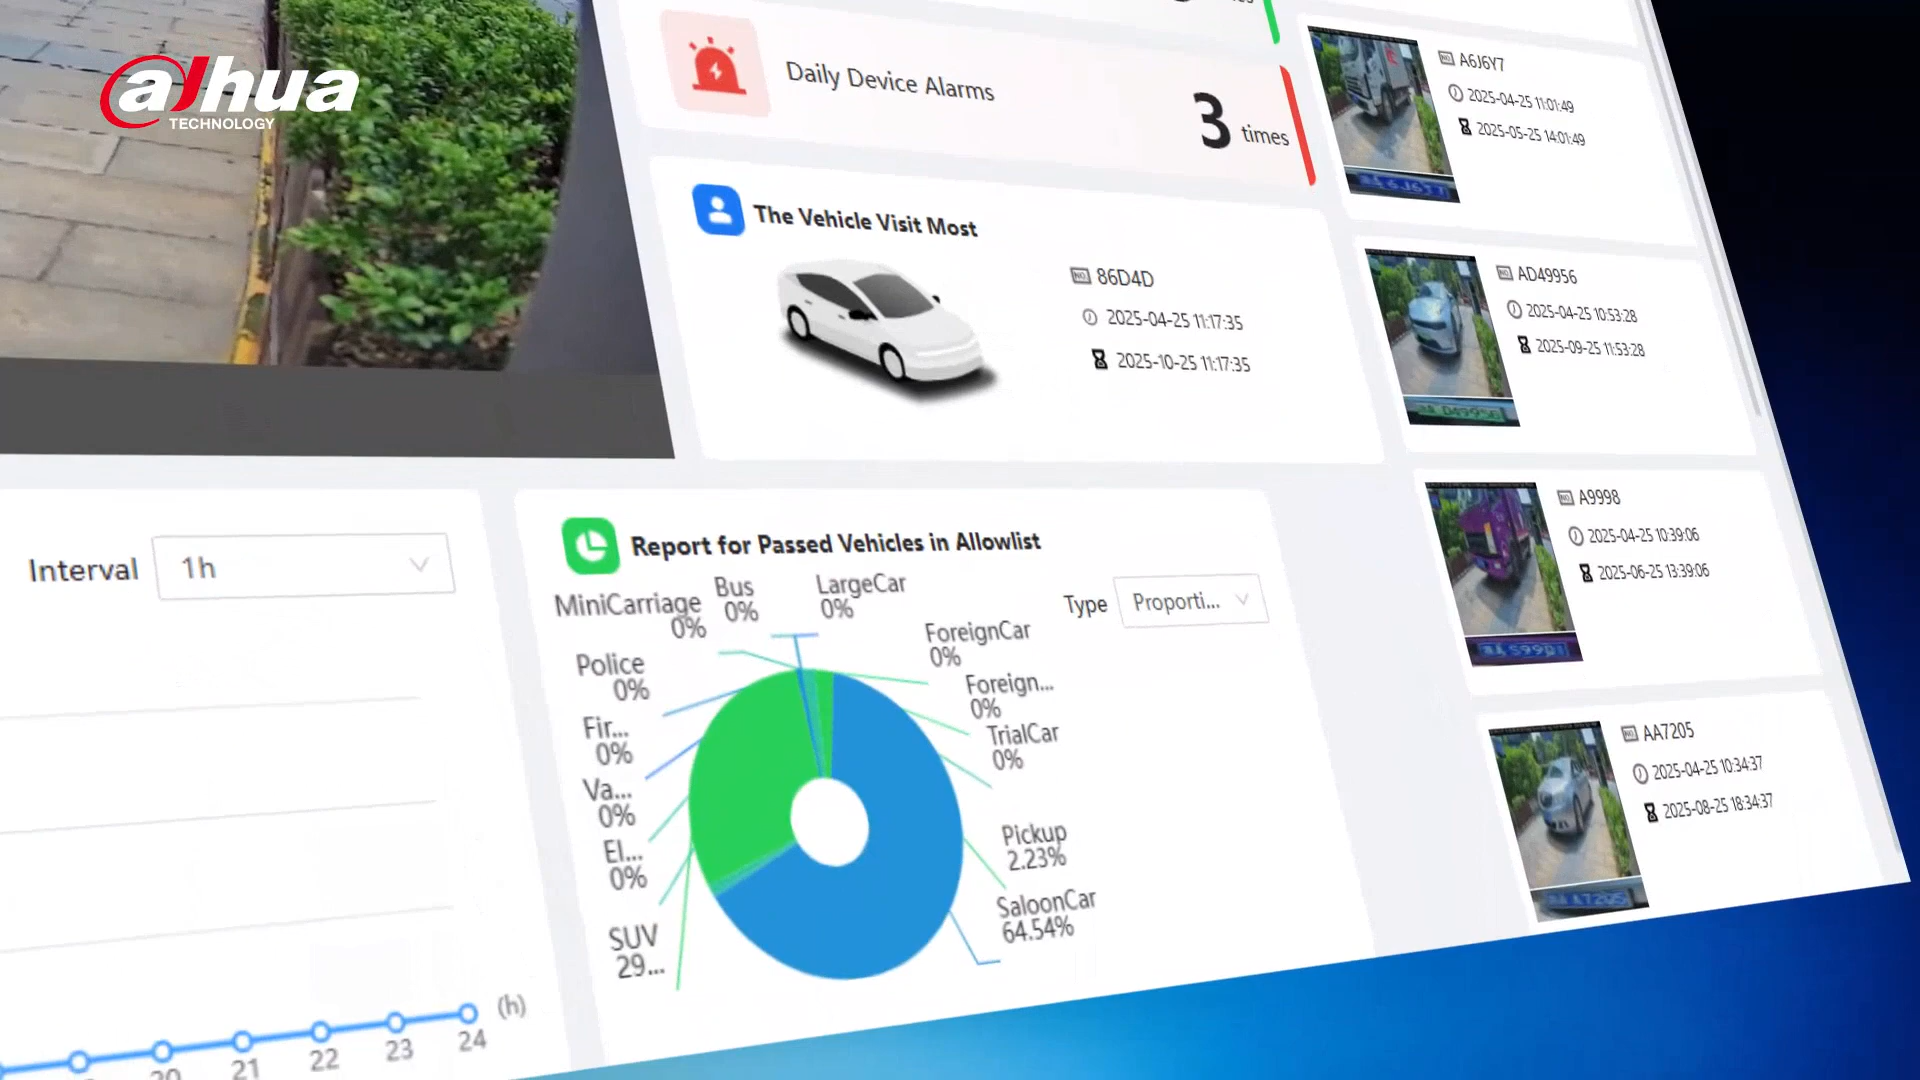 alhua
TECHNOLOGY
Daily Device Alarms
3 times
The Vehicle Visit Most
86D4D
2025-04-25 11:17:35
2025-10-25 11:17:35
A6J6Y7
2025-04-25 11:01:49
2025-05-25 14:01:49
AD49956
2025-04-25 10:53:28
2025-09-25 11:53:28
A9998
2025-04-25 10:39:06
2025-06-25 13:39:06
AA7205
2025-04-25 10:34:37
2025-08-25 18:34:37
Interval 1h
20 21 22 23 24 (h)
Report for Passed Vehicles in Allowlist
Type Proporti...
MiniCarriage
0%
Bus
0%
LargeCar
0%
ForeignCar
0%
Foreign...
0%
TrialCar
0%
Pickup
2.23%
SaloonCar
64.54%
Police
0%
Fir...
0%
Va...
0%
El...
0%
SUV
29...